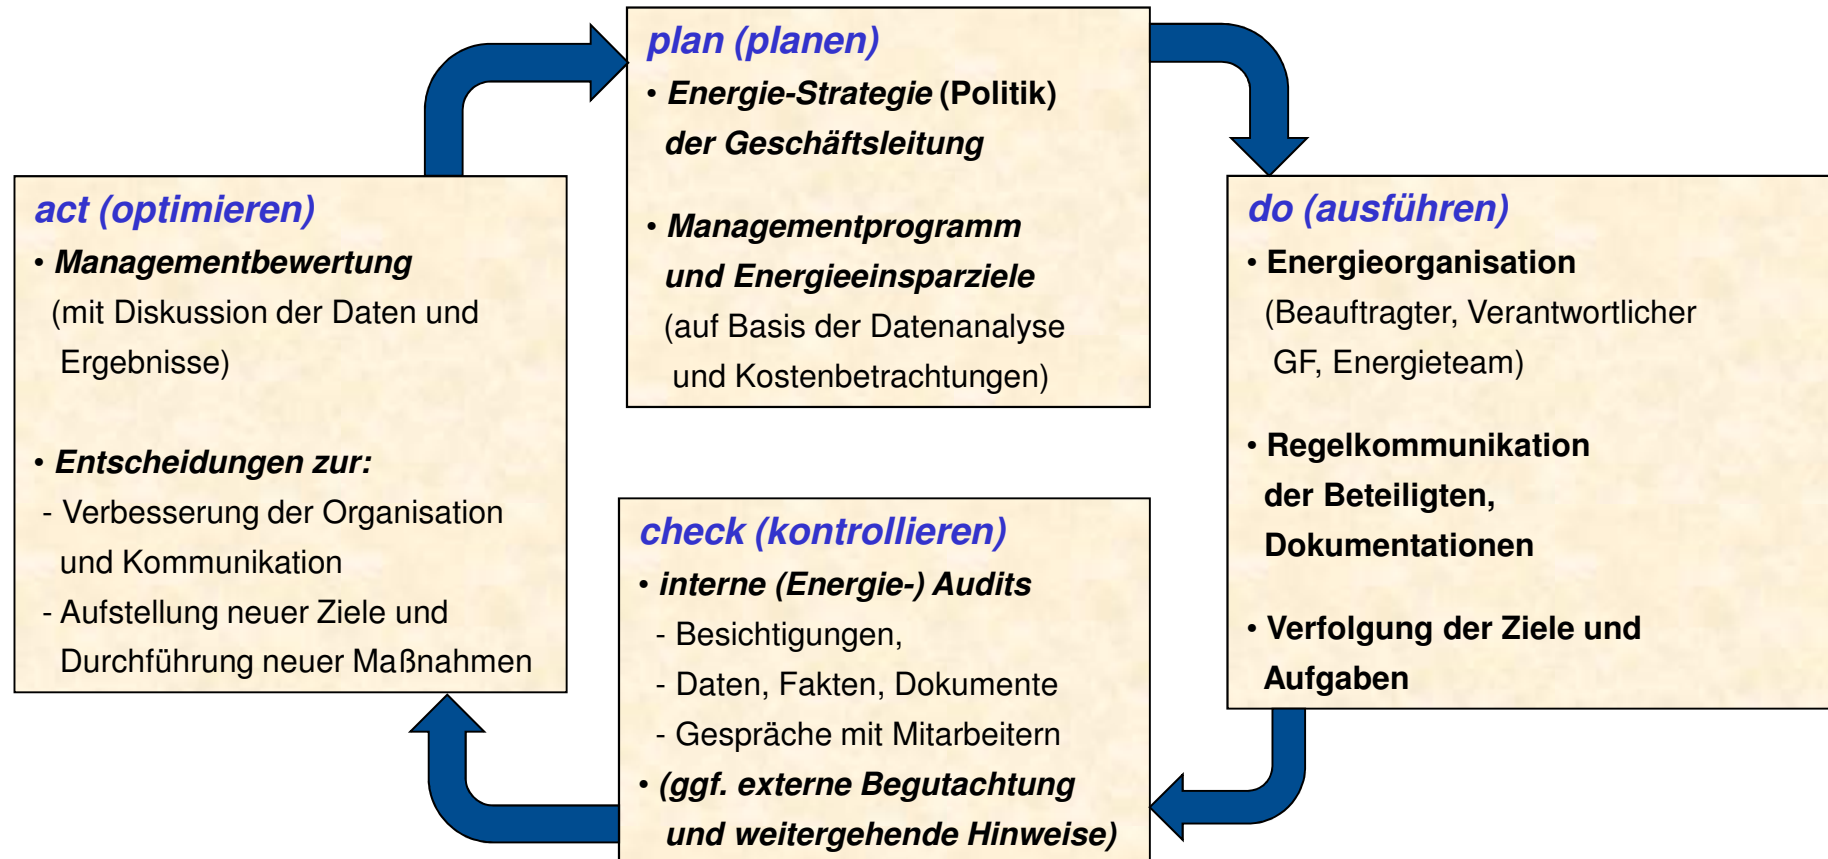 plan (planen)
• Energie-Strategie (Politik)
der Geschäftsleitung
• Managementprogramm
und Energieeinsparziele
(auf Basis der Datenanalyse
und Kostenbetrachtungen)
do (ausführen)
• Energieorganisation
(Beauftragter, Verantwortlicher
GF, Energieteam)
• Regelkommunikation
der Beteiligten,
Dokumentationen
• Verfolgung der Ziele und
Aufgaben
check (kontrollieren)
• interne (Energie-) Audits
- Besichtigungen,
- Daten, Fakten, Dokumente
- Gespräche mit Mitarbeitern
• (ggf. externe Begutachtung
und weitergehende Hinweise)
act (optimieren)
• Managementbewertung
(mit Diskussion der Daten und
Ergebnisse)
• Entscheidungen zur:
- Verbesserung der Organisation
und Kommunikation
- Aufstellung neuer Ziele und
Durchführung neuer Maßnahmen